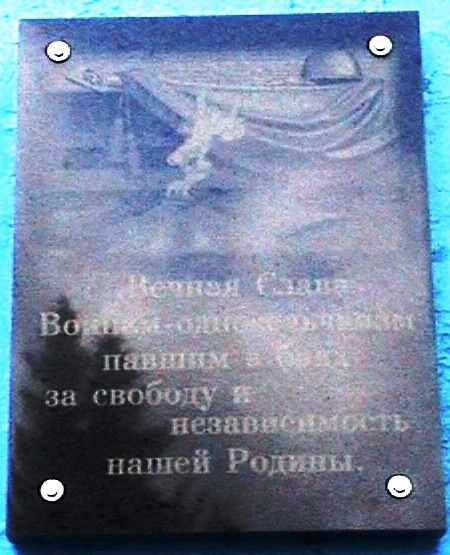 Вечная Слава
Воинам-односельчанам
павшим в боях
за свободу и
независимость
нашей Родины.